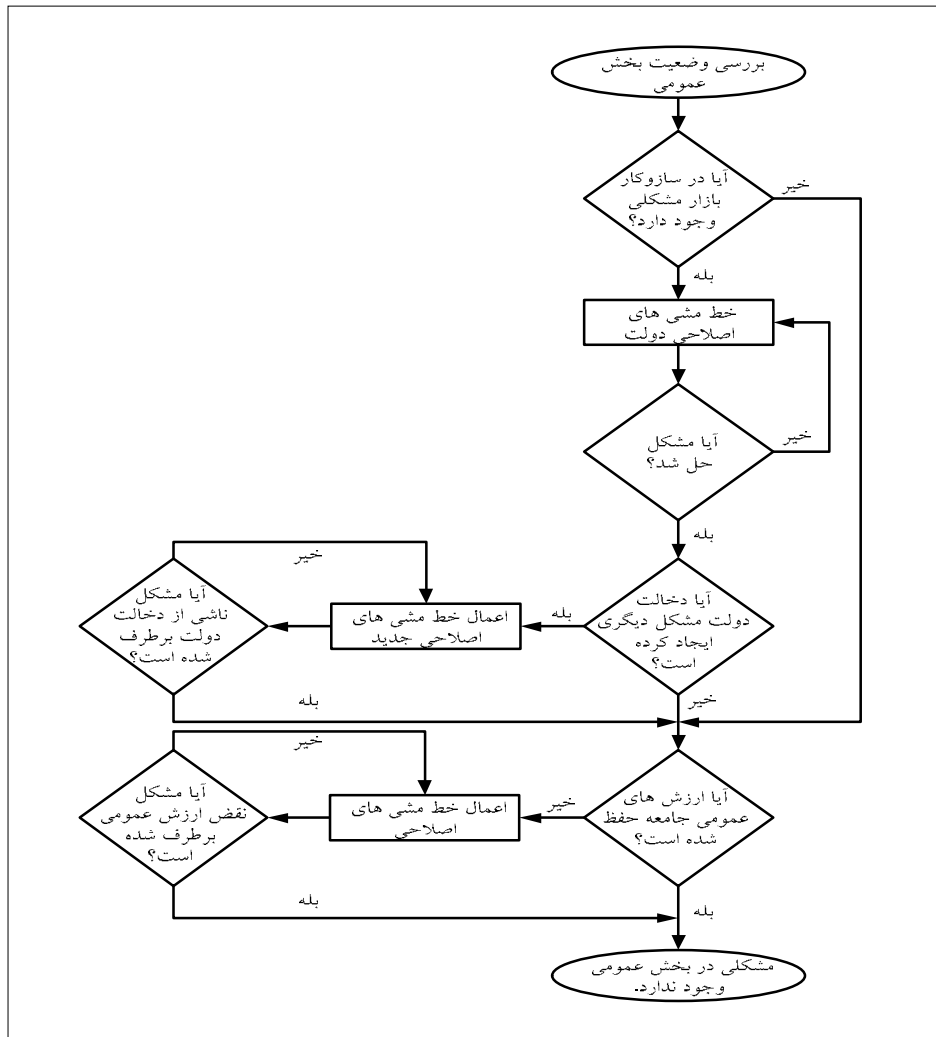 بررسی وضعیت بخش
عمومی
آیا در سازوکار
بازار مشکلی
وجود دارد؟
خیر
بله
خط مشی های
اصلاحی دولت
آیا مشکل
حل شد؟
خیر
بله
آیا دخالت
دولت مشکل دیگری
ایجاد کرده
است؟
بله
خیر
اعمال خط مشی های
اصلاحی جدید
آیا مشکل
ناشی از دخالت
دولت برطرف
شده است؟
خیر
بله
آیا ارزش های
عمومی جامعه حفظ
شده است؟
خیر
بله
اعمال خط مشی های
اصلاحی
آیا مشکل
نقض ارزش عمومی
برطرف شده
است؟
خیر
بله
مشکلی در بخش عمومی
وجود ندارد.